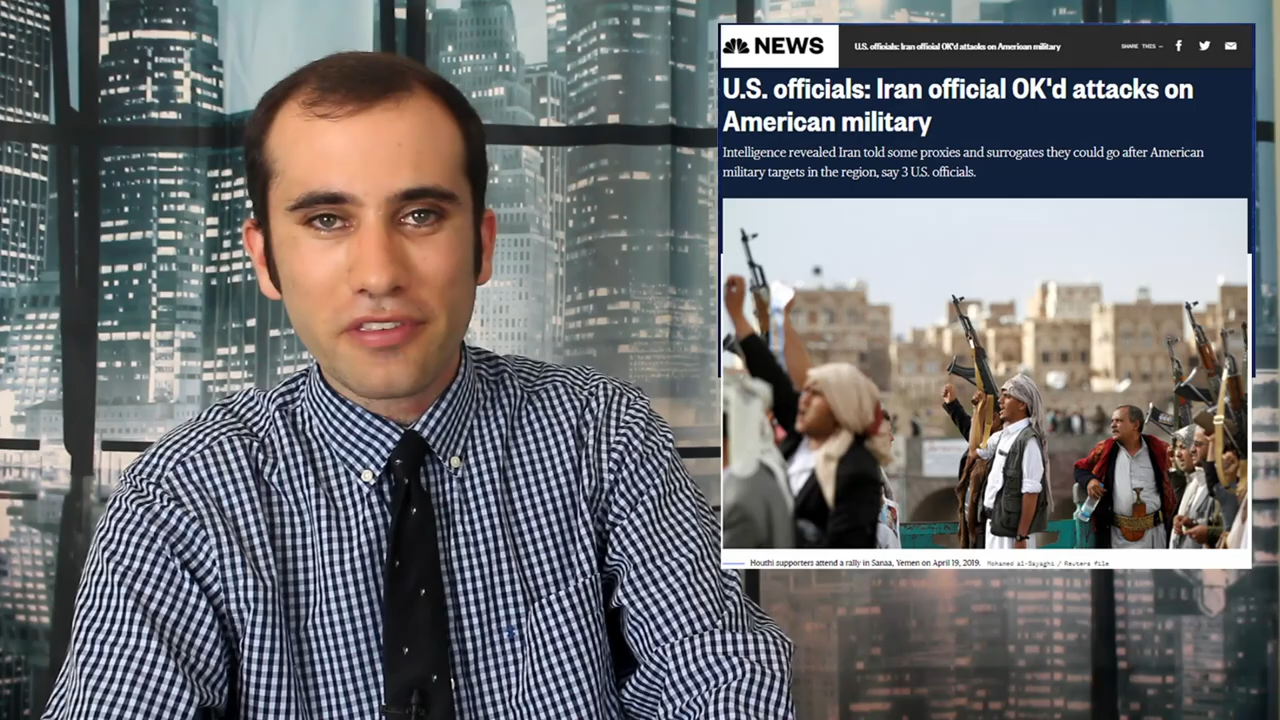 NEWS
U.S. officials: Iran official OK'd attacks on American military
SHARE THIS —
U.S. officials: Iran official OK'd attacks on
American military
Intelligence revealed Iran told some proxies and surrogates they could go after American
military targets in the region, say 3 U.S. officials.
Houthi supporters attend a rally in Sanaa, Yemen on April 19, 2019. Mohamed al-Sayaghi / Reuters file